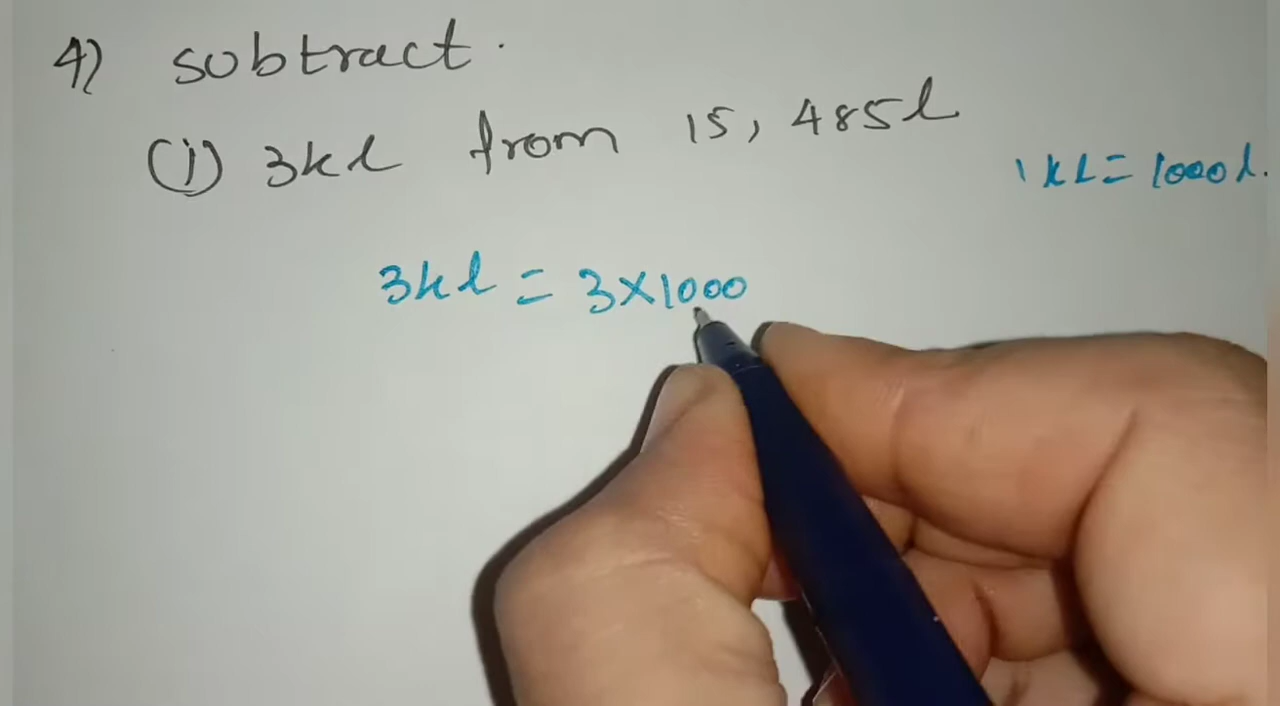 4) subtract.
(i) 3kl from 15,485l
1kl = 1000l.
3kl = 3×1000